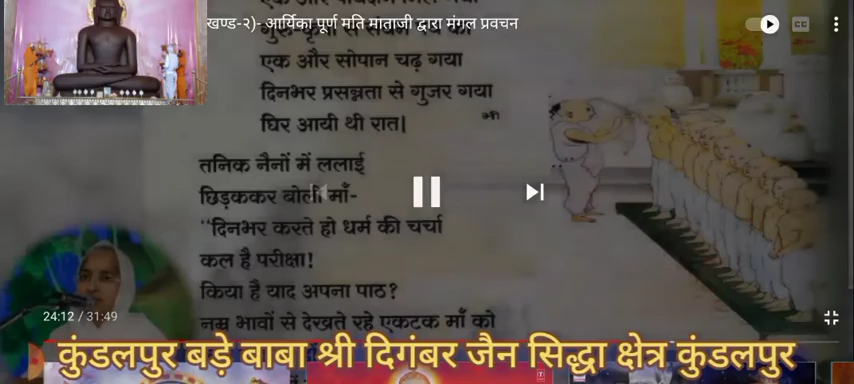 खण्ड-२)- आर्यिका पूर्ण मति माताजी द्वारा मंगल प्रवचन
एक और सोपान चढ़ गया
दिनभर प्रसन्नता से गुजर गया
घिर आयी थी रात।
तनिक नैनों में ललाई
छिड़ककर बोली माँ-
“दिनभर करते हो धर्म की चर्चा
कल है परीक्षा!
किया है याद अपना पाठ?
नम्र भावों से देखते रहे एकटक माँ को
24:12 / 31:49
कुंडलपुर बड़े बाबा श्री दिगंबर जैन सिद्धा क्षेत्र कुंडलपुर